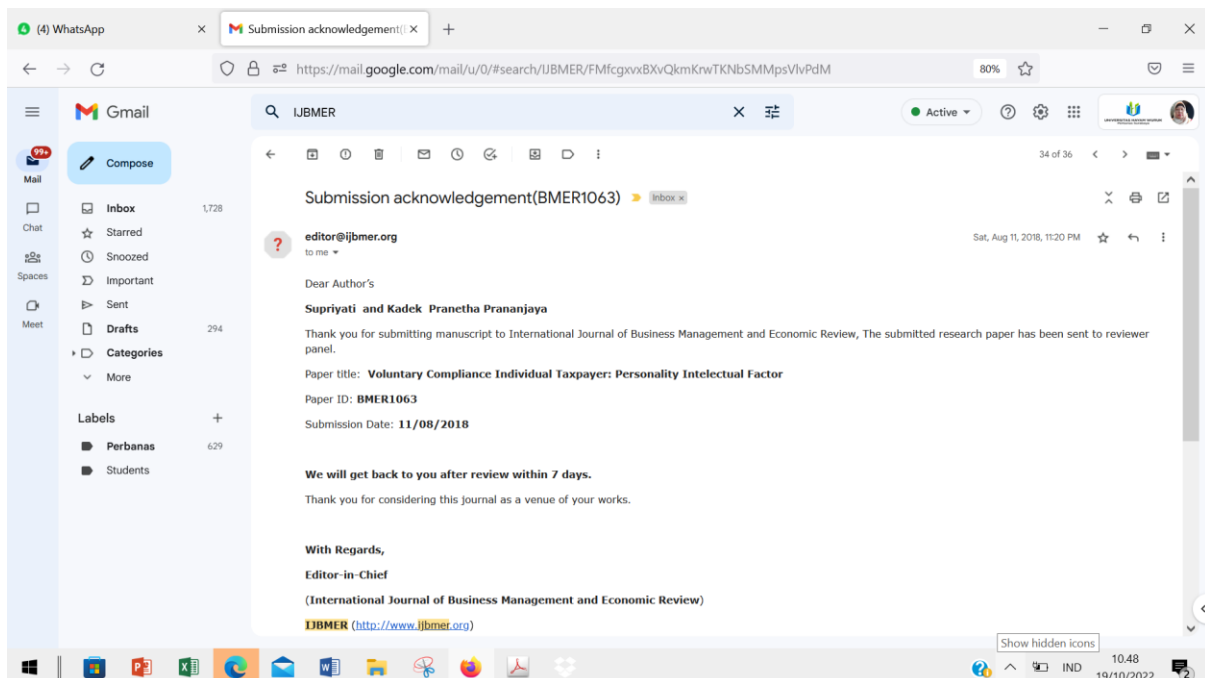 (4) WhatsApp
Submission acknowledgement(
https://mail.google.com/mail/u/0/#search/IJBMER/FMfcgxvxBXvQkmKrwTKNbSMMpsVlvPdM
80%
Gmail
IJBMER
Active
99+
Mail
Compose
34 of 36
Chat
Spaces
Meet
Inbox 1,728
Starred
Snoozed
Important
Sent
Drafts 294
Categories
More
Labels +
Perbanas 629
Students
Submission acknowledgement(BMER1063) Inbox x
editor@ijbmer.org Sat, Aug 11, 2018, 11:20 PM
to me
Dear Author's
Supriyati and Kadek Pranetha Prananjaya
Thank you for submitting manuscript to International Journal of Business Management and Economic Review, The submitted research paper has been sent to reviewer
panel.
Paper title: Voluntary Compliance Individual Taxpayer: Personality Intelectual Factor
Paper ID: BMER1063
Submission Date: 11/08/2018
We will get back to you after review within 7 days.
Thank you for considering this journal as a venue of your works.
With Regards,
Editor-in-Chief
(International Journal of Business Management and Economic Review)
IJBMER (http://www.ijbmer.org)
Show hidden icons
IND
10.48
19/10/2022
2